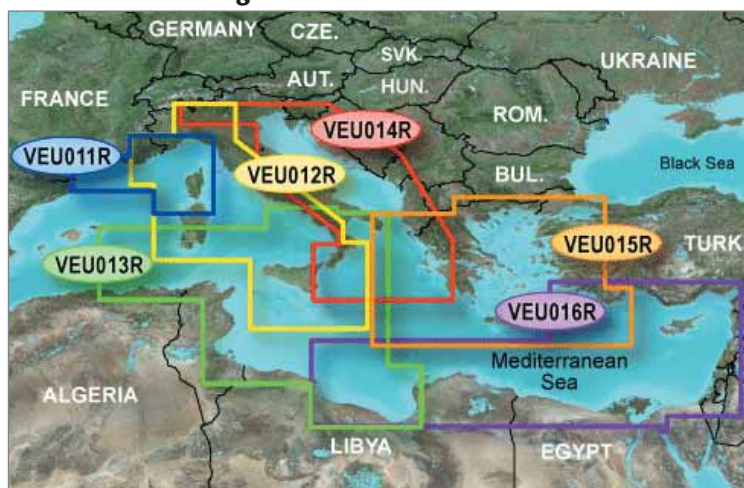 GERMANY
CZE.
SVK.
UKRAINE
AUT.
HUN.
FRANCE
ROM.
VEU014R
VEU011R
VEU012R
BUL.
Black Sea
VEU013R
VEU015R
TURK
VEU016R
Mediterranean
Sea
ALGERIA
LIBYA
EGYPT